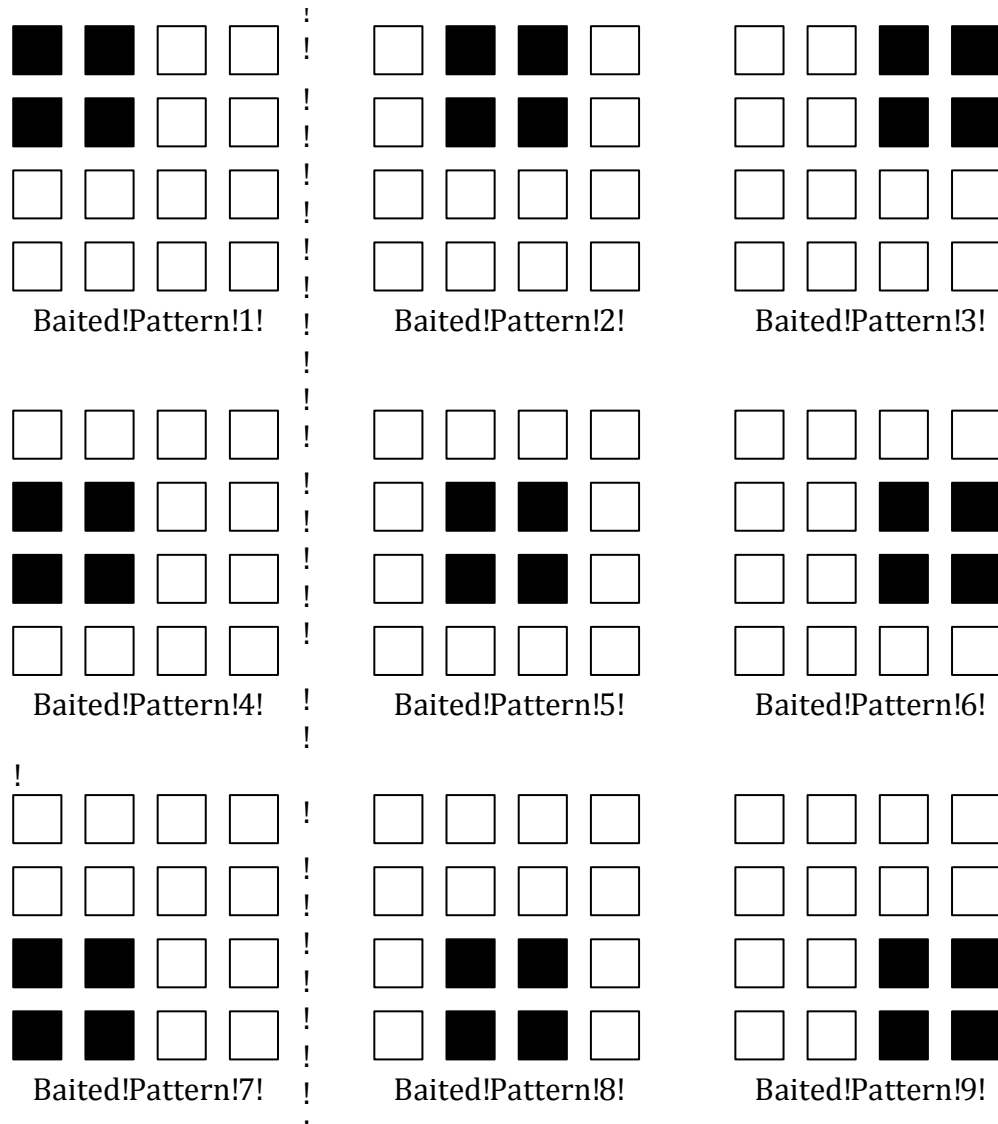 Baited!Pattern!1!
Baited!Pattern!2!
Baited!Pattern!3!
Baited!Pattern!4!
Baited!Pattern!5!
Baited!Pattern!6!
!
Baited!Pattern!7!
Baited!Pattern!8!
Baited!Pattern!9!